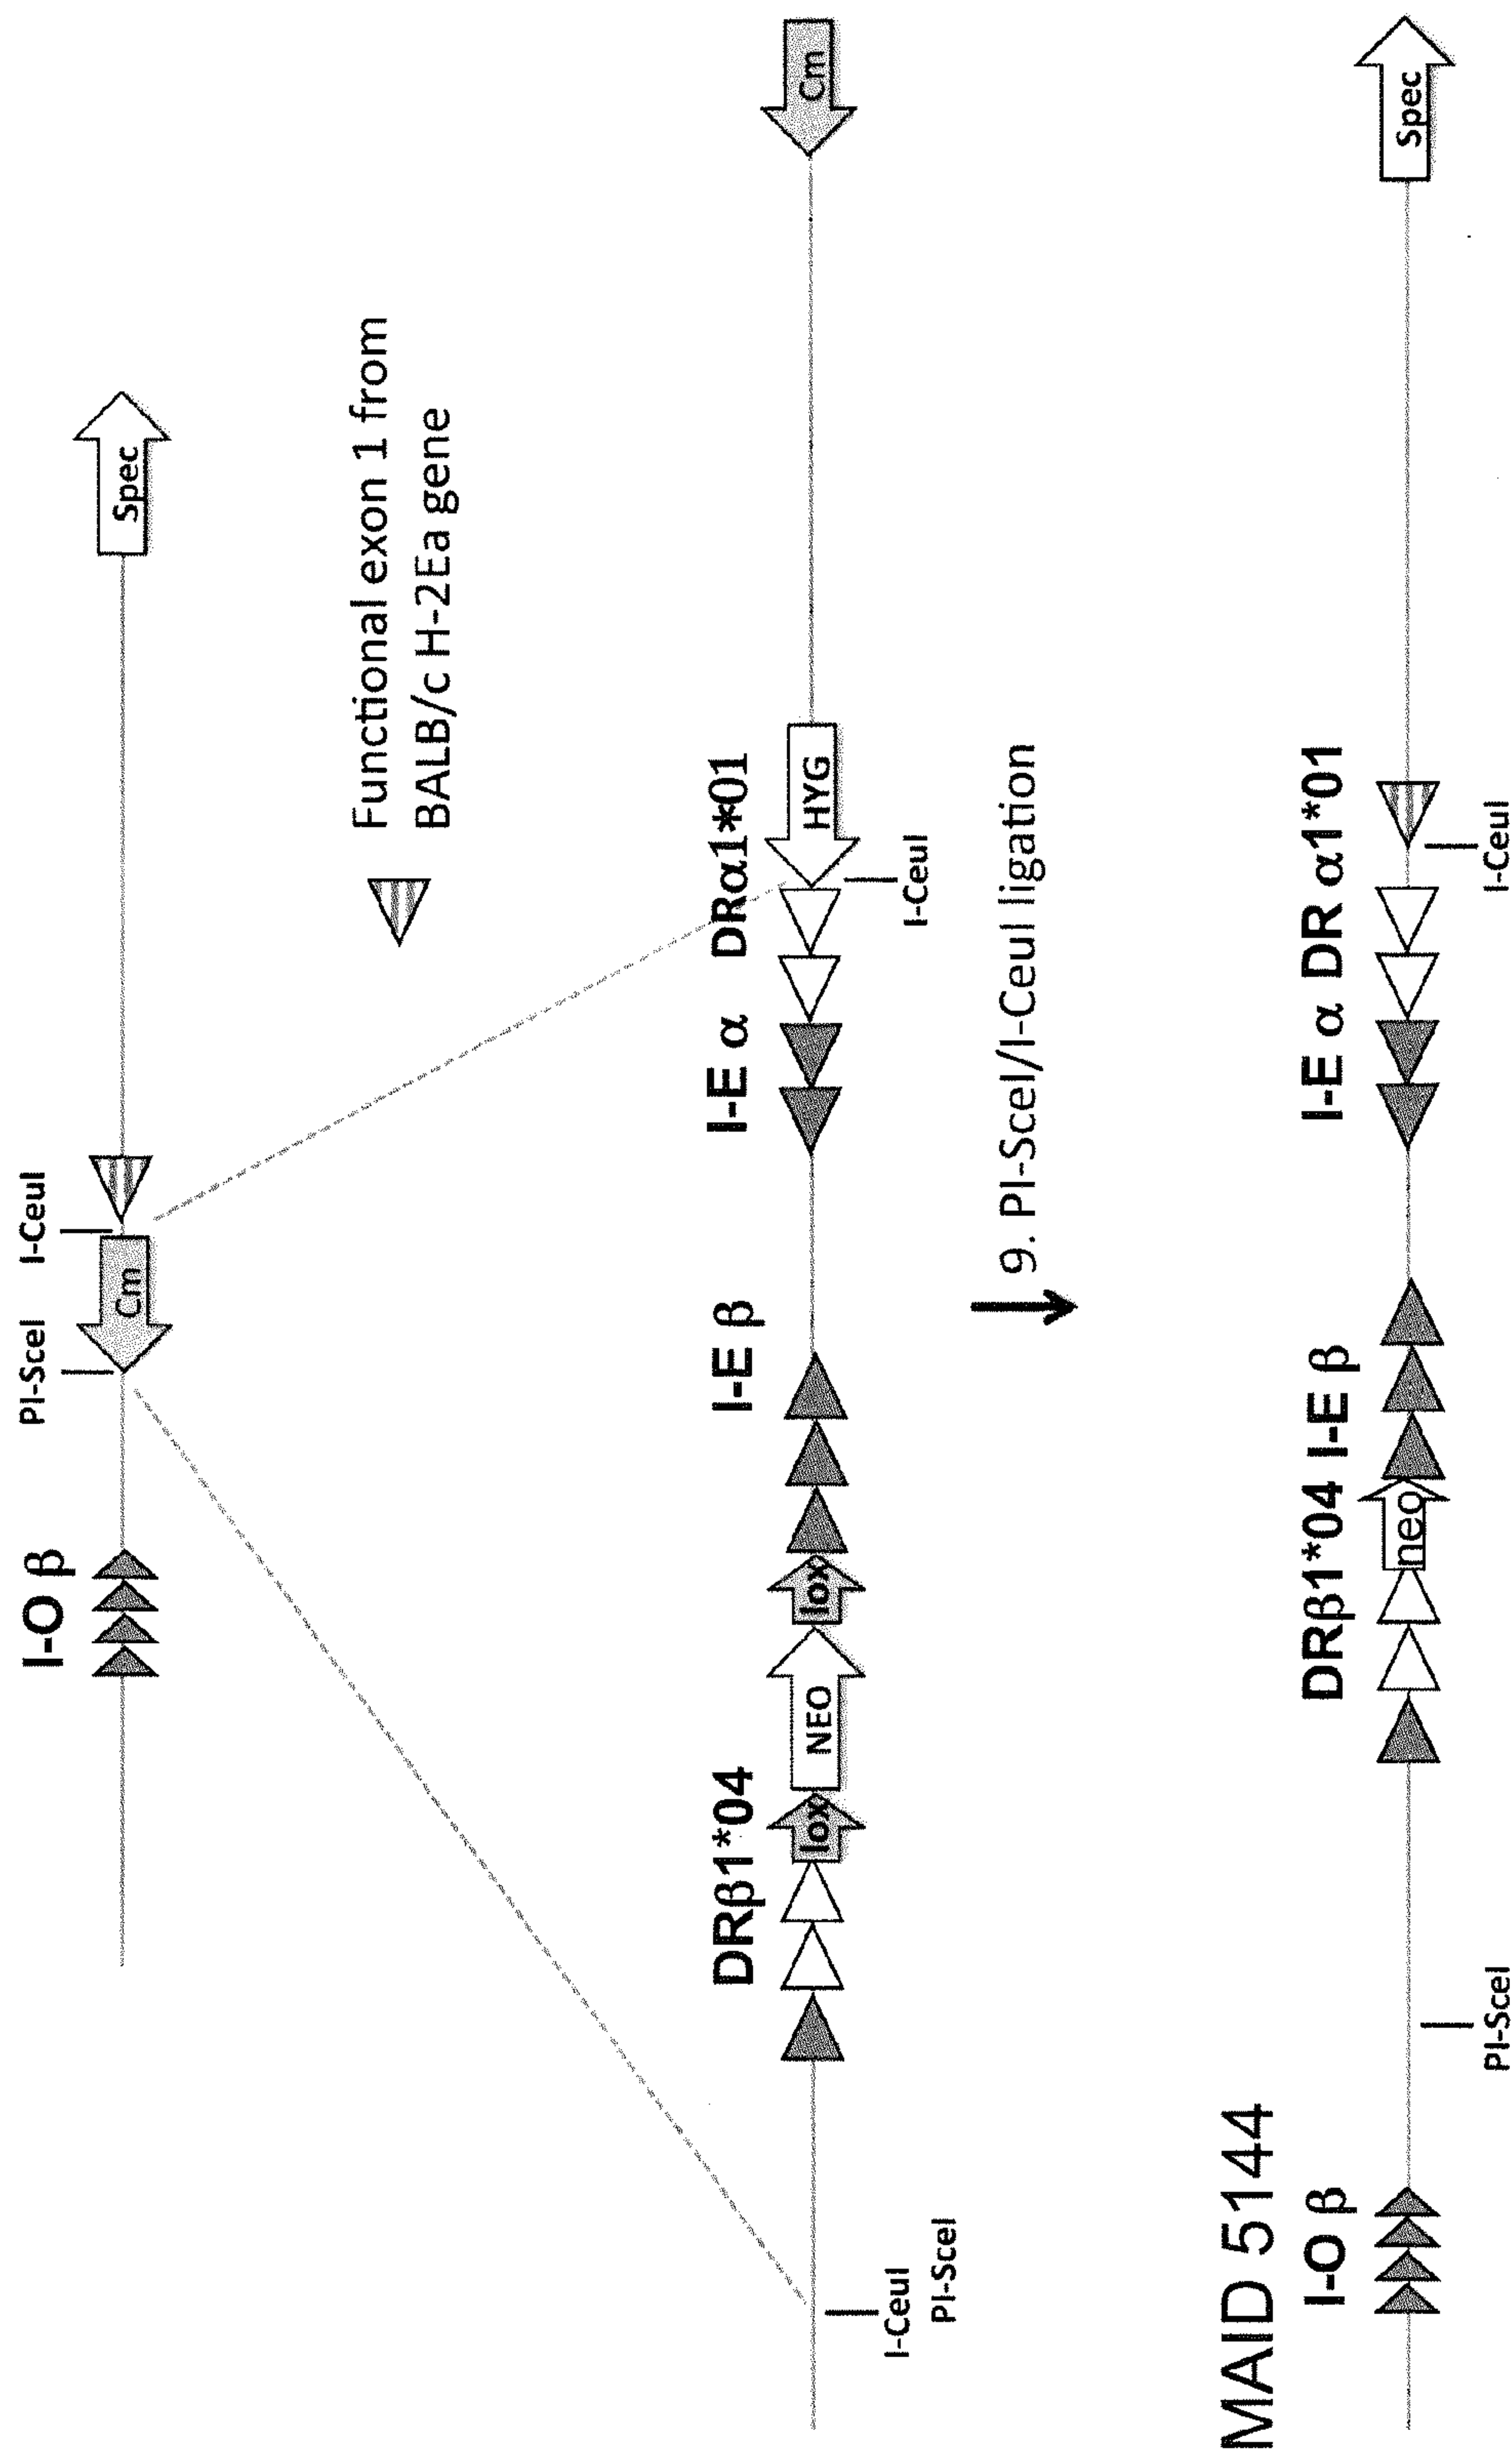 I-O β
PI-SceI
I-CeuI
Cm
Spec
Functional exon 1 from
BALB/c H-2Ea gene
DRβ1*04
I-E β
I-E α
DRα1*01
lox
NEO
lox
HYG
Cm
I-CeuI
PI-SceI
I-CeuI
9. PI-SceI/I-CeuI ligation
MAID 5144
I-O β
DRβ1*04 I-E β
I-E α DR α1*01
neo
Spec
PI-SceI
I-CeuI